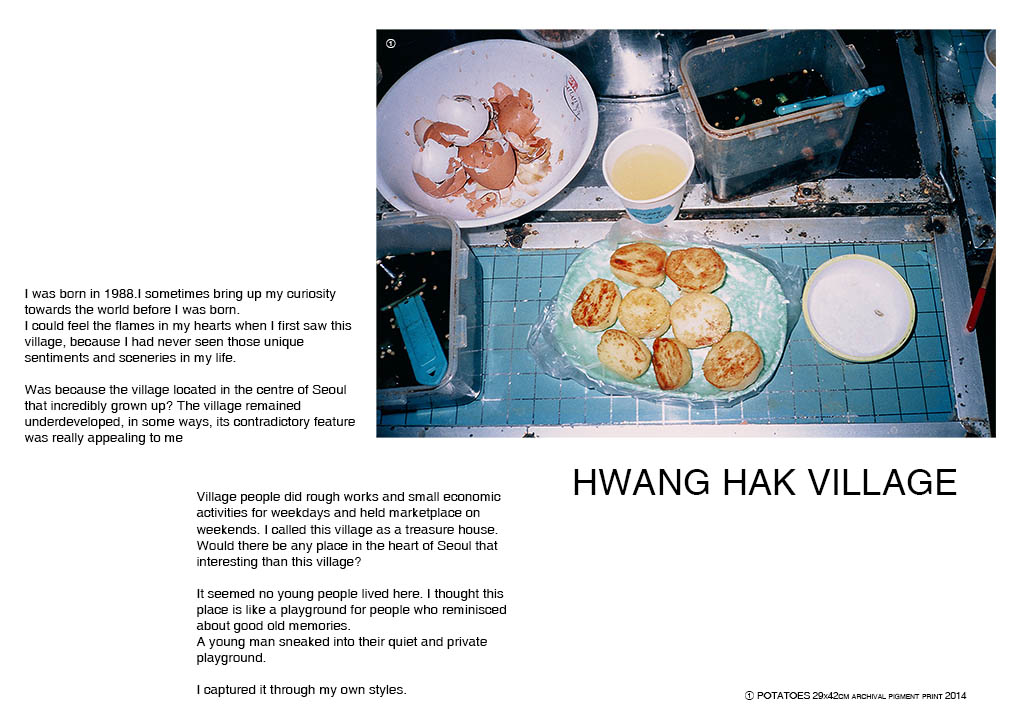 ①
I was born in 1988.I sometimes bring up my curiosity
towards the world before I was born.
I could feel the flames in my hearts when I first saw this
village, because I had never seen those unique
sentiments and sceneries in my life.
Was because the village located in the centre of Seoul
that incredibly grown up? The village remained
underdeveloped, in some ways, its contradictory feature
was really appealing to me
HWANG HAK VILLAGE
Village people did rough works and small economic
activities for weekdays and held marketplace on
weekends. I called this village as a treasure house.
Would there be any place in the heart of Seoul that
interesting than this village?
It seemed no young people lived here. I thought this
place is like a playground for people who reminisced
about good old memories.
A young man sneaked into their quiet and private
playground.
I captured it through my own styles.
① POTATOES 29X42CM ARCHIVAL PIGMENT PRINT 2014